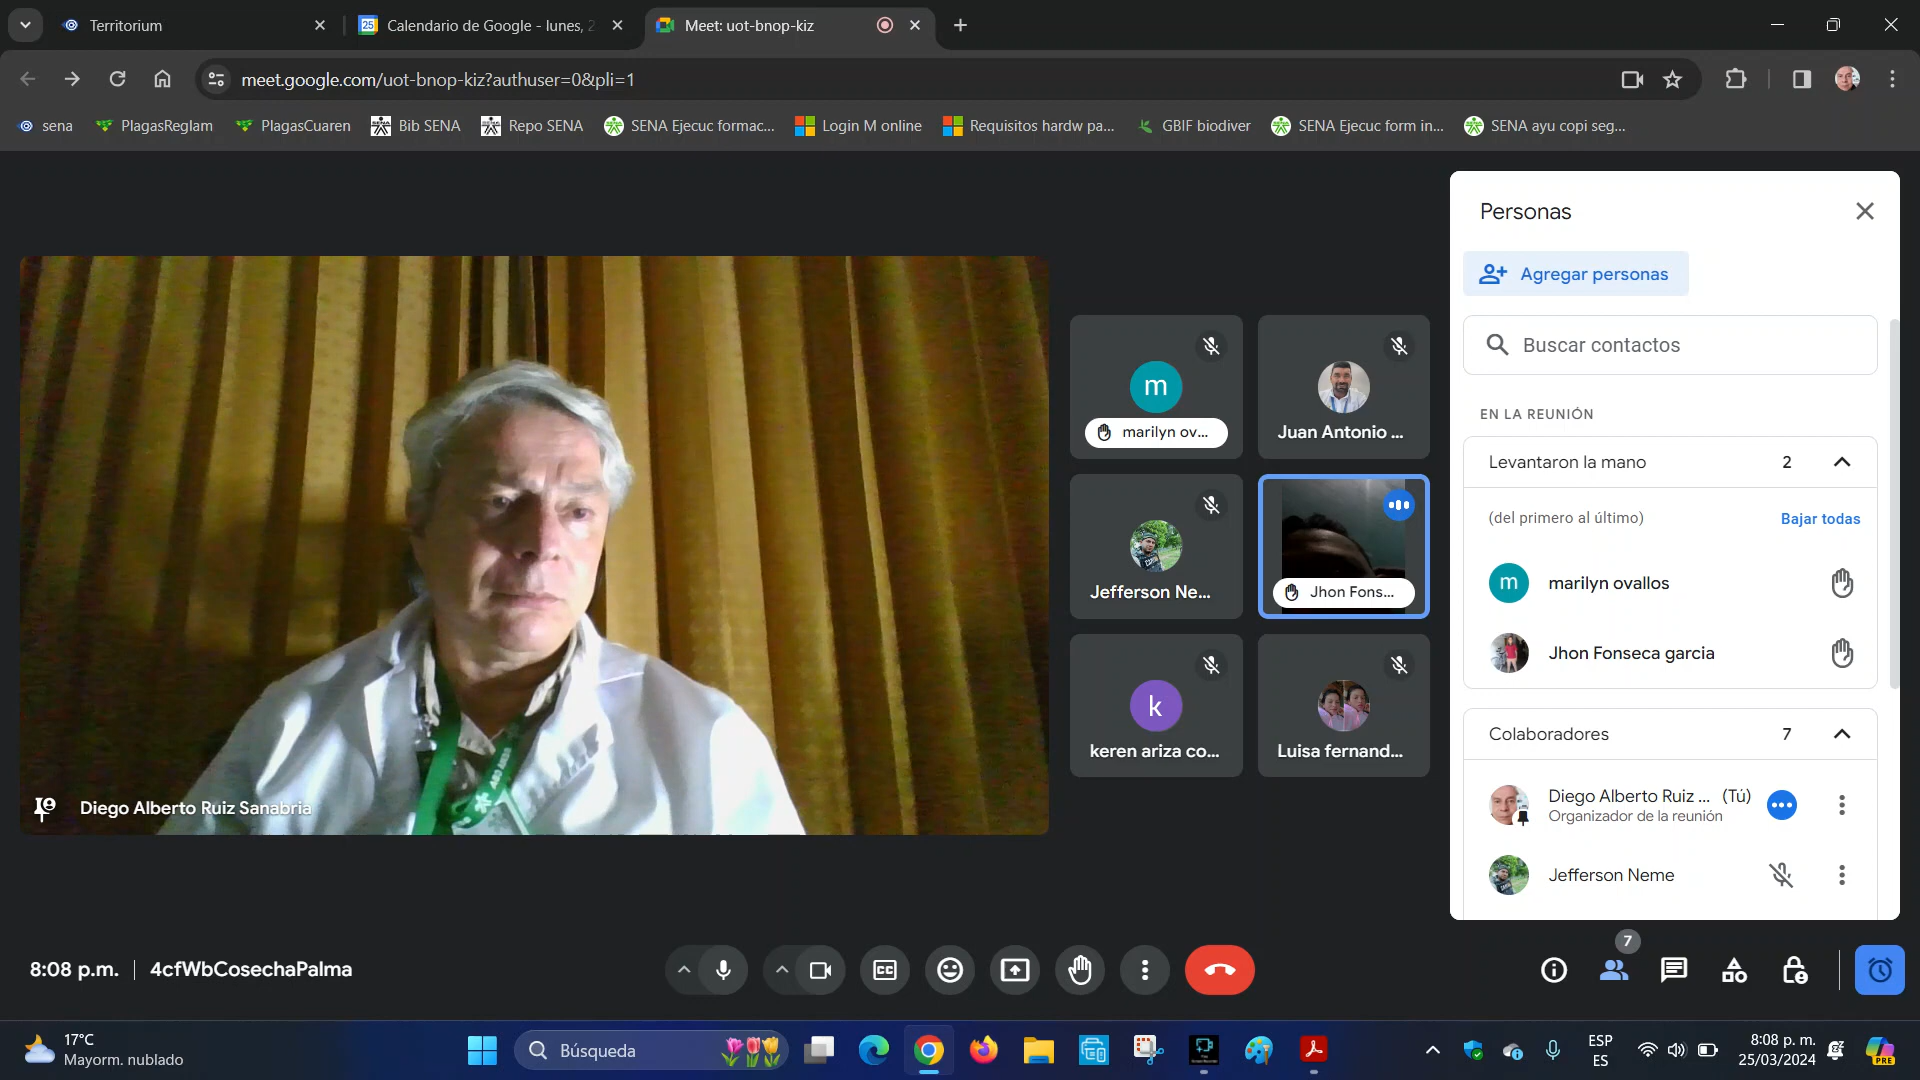 Territorium
Calendario de Google - lunes, 2
Meet: uot-bnop-kiz
meet.google.com/uot-bnop-kiz?authuser=0&pli=1
sena
PlagasReglam
PlagasCuaren
Bib SENA
Repo SENA
SENA Ejecuc formac...
Login M online
Requisitos hardw pa...
GBIF biodiver
SENA Ejecuc form in...
SENA ayu copi seg...
Personas
Agregar personas
Buscar contactos
EN LA REUNIÓN
Levantaron la mano 2
(del primero al último) Bajar todas
m marilyn ovallos
Jhon Fonseca garcia
Colaboradores 7
Diego Alberto Ruiz ... (Tú)
Organizador de la reunión
Jefferson Neme
m
marilyn ov...
Juan Antonio ...
Jefferson Ne...
Jhon Fons...
k
keren ariza co...
Luisa fernand...
Diego Alberto Ruiz Sanabria
8:08 p.m. | 4cfWbCosechaPalma
7
17°C
Mayorm. nublado
Búsqueda
ESP
ES
8:08 p. m.
25/03/2024
PRE